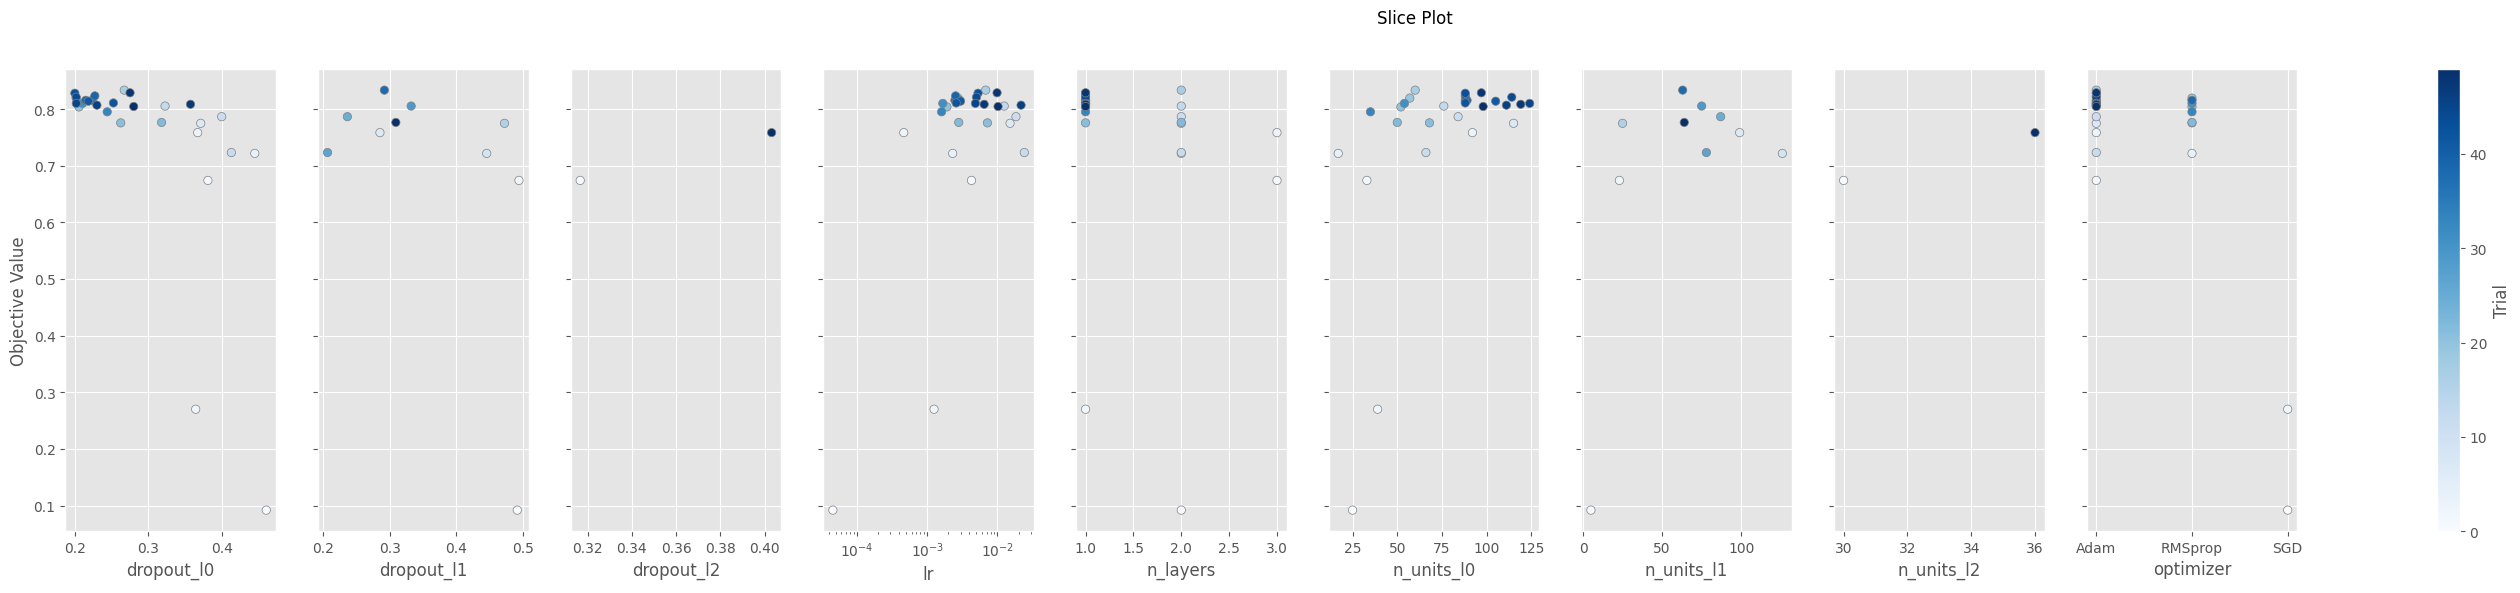 Slice Plot
Objective Value
0.8
0.7
0.6
0.5
0.4
0.3
0.2
0.1
0.2 0.3 0.4
dropout_l0
0.2 0.3 0.4 0.5
dropout_l1
0.32 0.34 0.36 0.38 0.40
dropout_l2
10⁻⁴ 10⁻³ 10⁻²
lr
1.0 1.5 2.0 2.5 3.0
n_layers
25 50 75 100 125
n_units_l0
0 50 100
n_units_l1
30 32 34 36
n_units_l2
Adam RMSprop SGD
optimizer
40
30
20
10
0
Trial